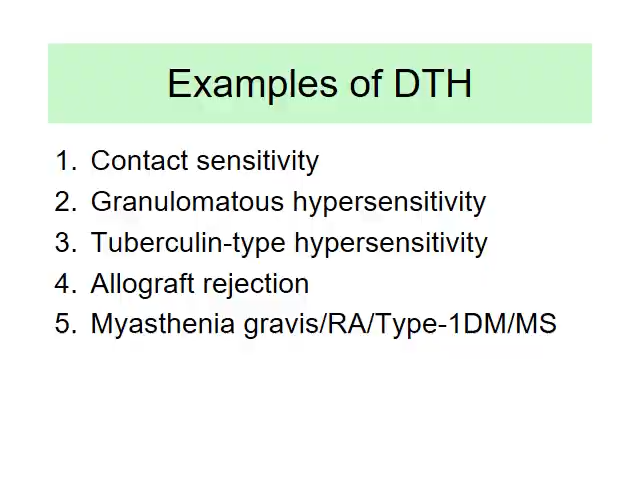 Examples of DTH
1. Contact sensitivity
2. Granulomatous hypersensitivity
3. Tuberculin-type hypersensitivity
4. Allograft rejection
5. Myasthenia gravis/RA/Type-1DM/MS